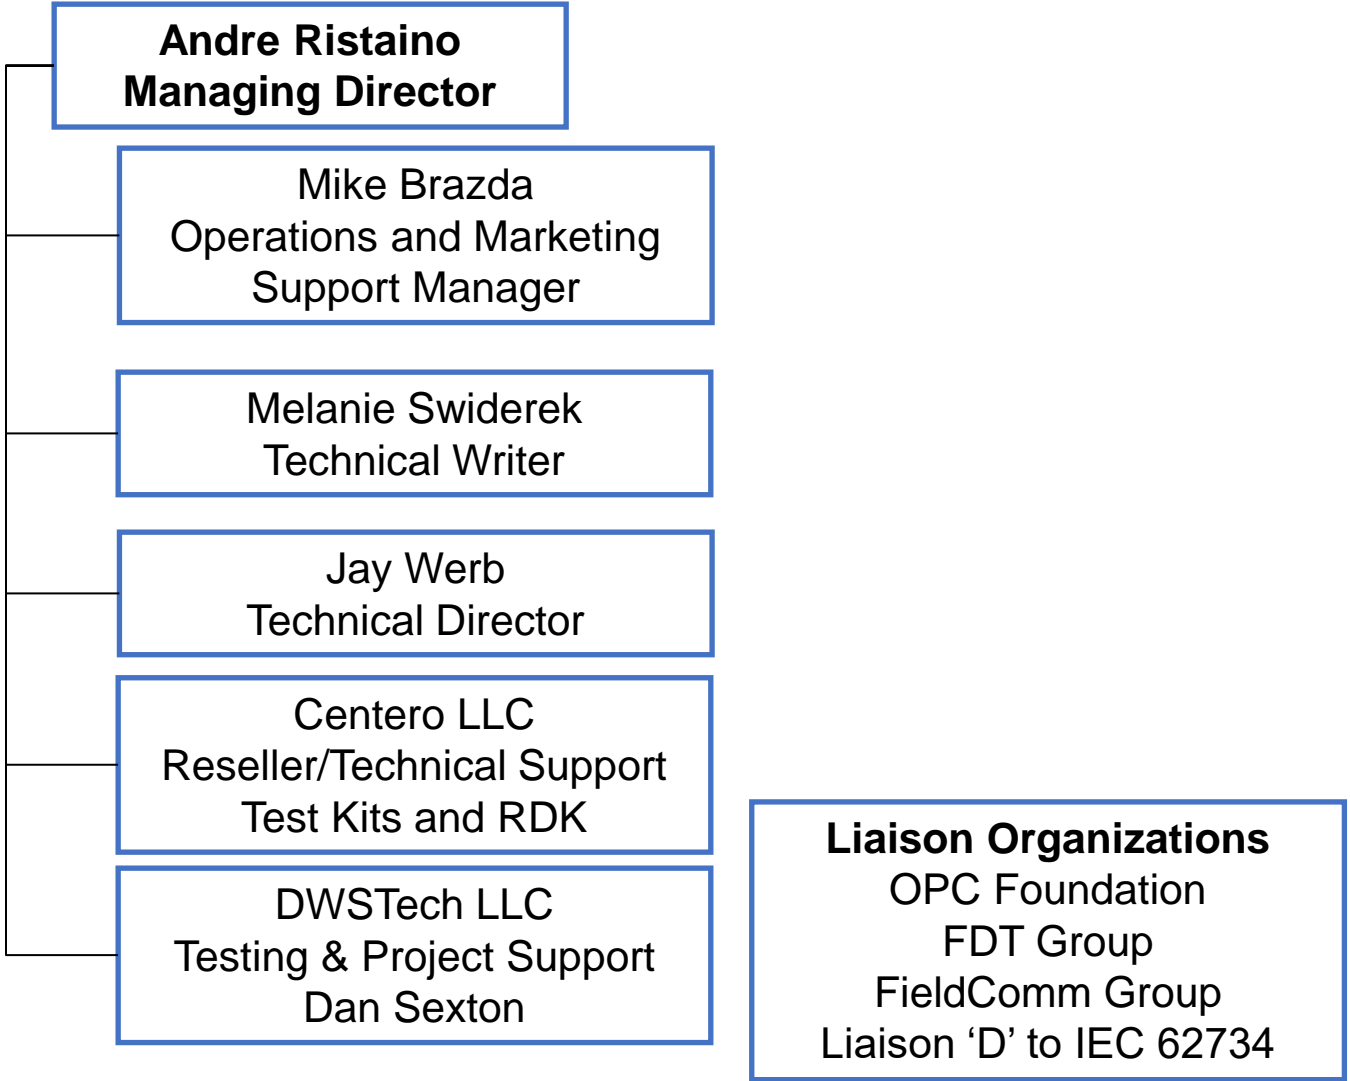 Andre Ristaino
Managing Director
Mike Brazda
Operations and Marketing
Support Manager
Melanie Swiderek
Technical Writer
Jay Werb
Technical Director
Centero LLC
Reseller/Technical Support
Test Kits and RDK
DWSTech LLC
Testing & Project Support
Dan Sexton
Liaison Organizations
OPC Foundation
FDT Group
FieldComm Group
Liaison ‘D’ to IEC 62734